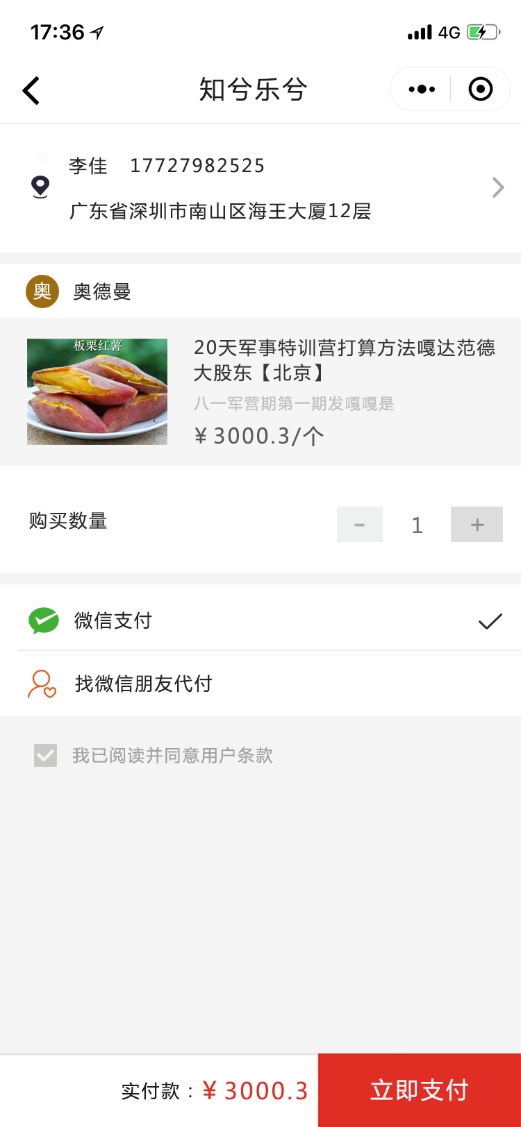 17:36
4G
知兮乐兮
李佳 17727982525
广东省深圳市南山区海王大厦12层
奥 奥德曼
板栗红薯
20天军事特训营打算方法嘎达范德
大股东【北京】
八一军营期第一期发嘎嘎是
¥3000.3/个
购买数量
- 1 +
微信支付
找微信朋友代付
我已阅读并同意用户条款
实付款：¥3000.3
立即支付